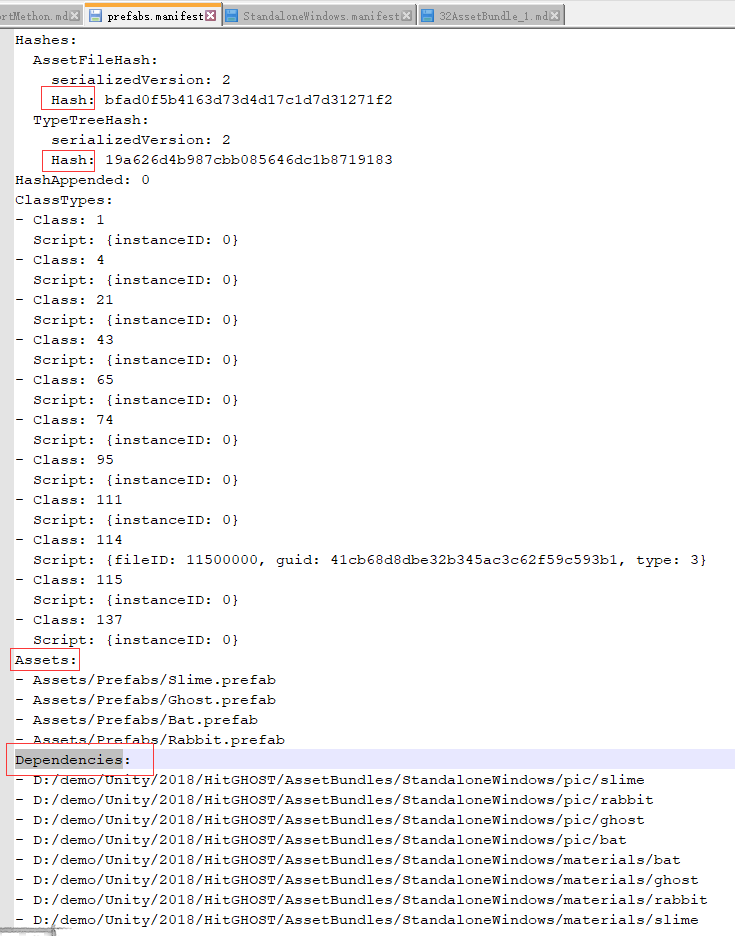 ortMethon.md
prefabs.manifest
StandaloneWindows.manifest
32AssetBundle_1.md
Hashes:
AssetFileHash:
serializedVersion: 2
Hash: bfad0f5b4163d73d4d17c1d7d31271f2
TypeTreeHash:
serializedVersion: 2
Hash: 19a626d4b987cbb085646dc1b8719183
HashAppended: 0
ClassTypes:
- Class: 1
Script: {instanceID: 0}
- Class: 4
Script: {instanceID: 0}
- Class: 21
Script: {instanceID: 0}
- Class: 43
Script: {instanceID: 0}
- Class: 65
Script: {instanceID: 0}
- Class: 74
Script: {instanceID: 0}
- Class: 95
Script: {instanceID: 0}
- Class: 111
Script: {instanceID: 0}
- Class: 114
Script: {fileID: 11500000, guid: 41cb68d8dbe32b345ac3c62f59c593b1, type: 3}
- Class: 115
Script: {instanceID: 0}
- Class: 137
Script: {instanceID: 0}
Assets:
- Assets/Prefabs/Slime.prefab
- Assets/Prefabs/Ghost.prefab
- Assets/Prefabs/Bat.prefab
- Assets/Prefabs/Rabbit.prefab
Dependencies:
- D:/demo/Unity/2018/HitGHOST/AssetBundles/StandaloneWindows/pic/slime
- D:/demo/Unity/2018/HitGHOST/AssetBundles/StandaloneWindows/pic/rabbit
- D:/demo/Unity/2018/HitGHOST/AssetBundles/StandaloneWindows/pic/ghost
- D:/demo/Unity/2018/HitGHOST/AssetBundles/StandaloneWindows/pic/bat
- D:/demo/Unity/2018/HitGHOST/AssetBundles/StandaloneWindows/materials/bat
- D:/demo/Unity/2018/HitGHOST/AssetBundles/StandaloneWindows/materials/ghost
- D:/demo/Unity/2018/HitGHOST/AssetBundles/StandaloneWindows/materials/rabbit
- D:/demo/Unity/2018/HitGHOST/AssetBundles/StandaloneWindows/materials/slime